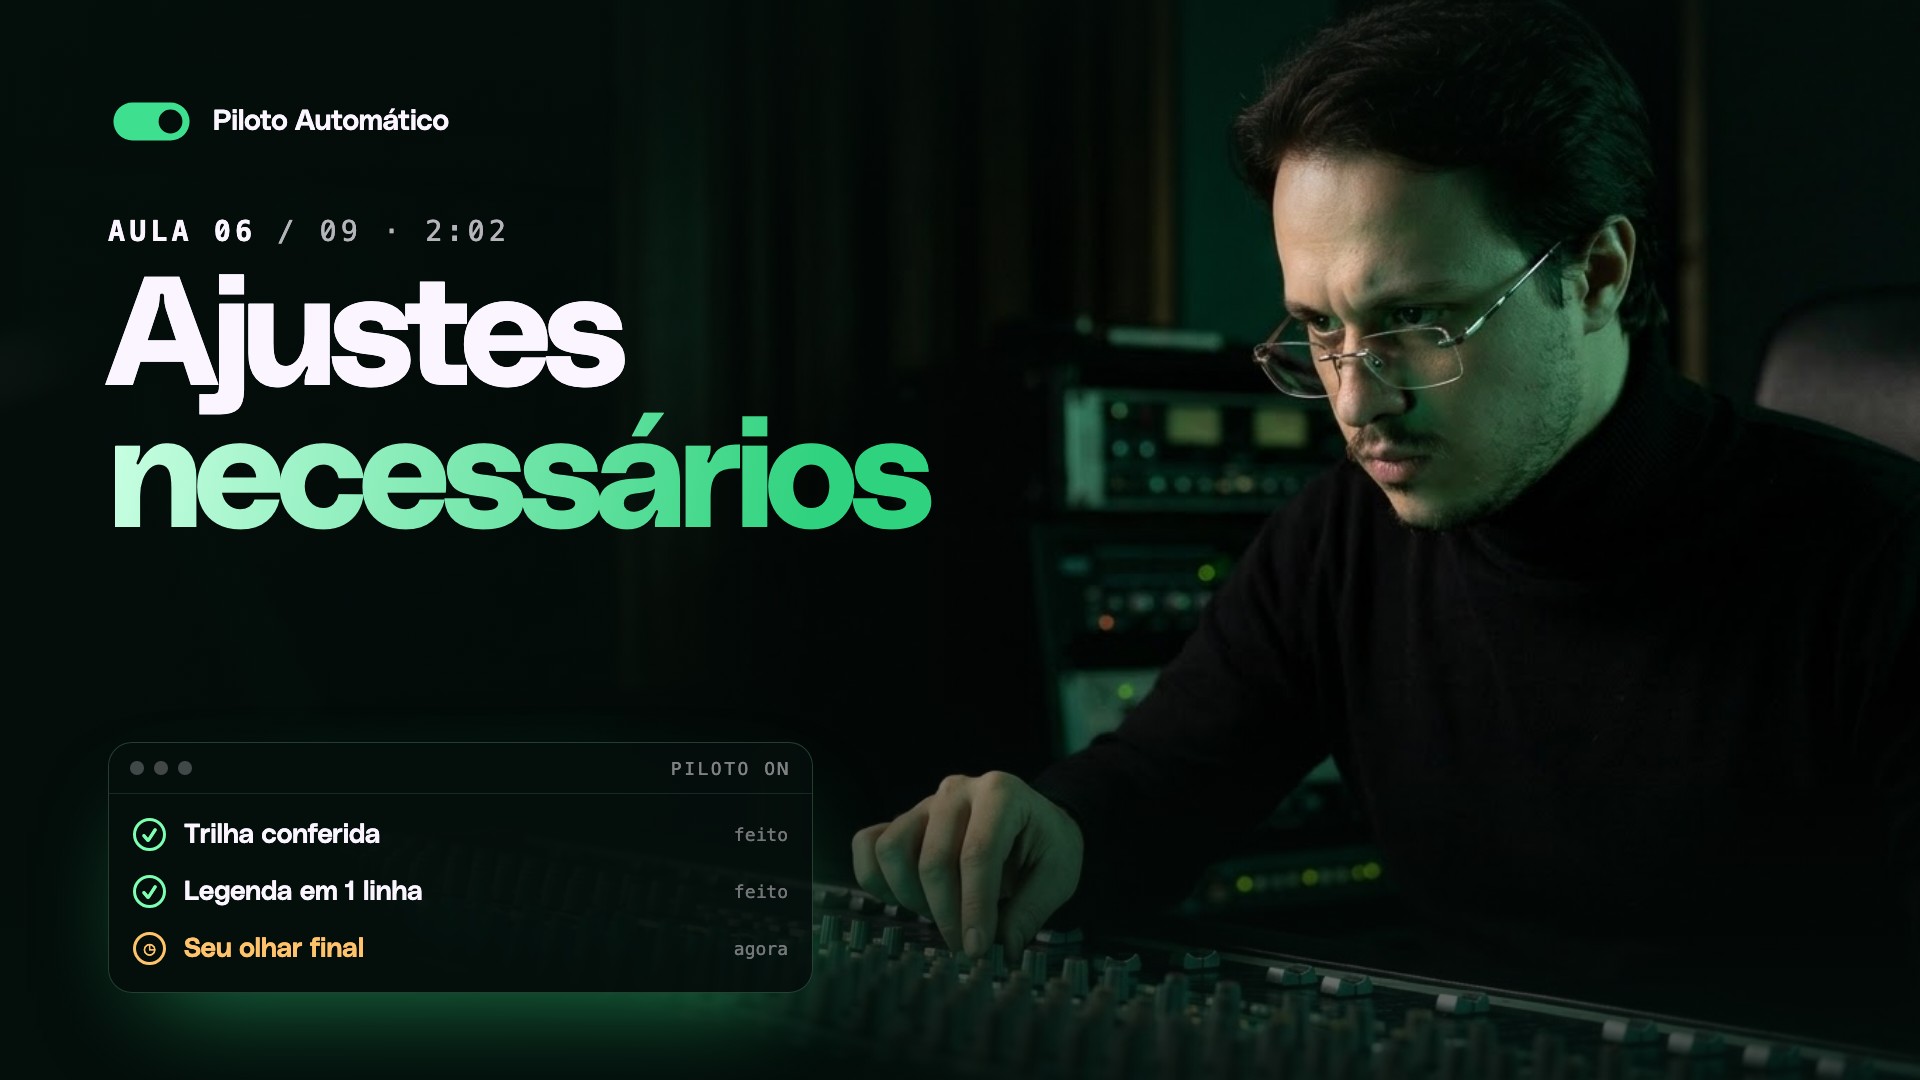 Piloto Automático
AULA 06 / 09 · 2:02
Ajustes
necessários
PILOTO ON
Trilha conferida feito
Legenda em 1 linha feito
Seu olhar final agora